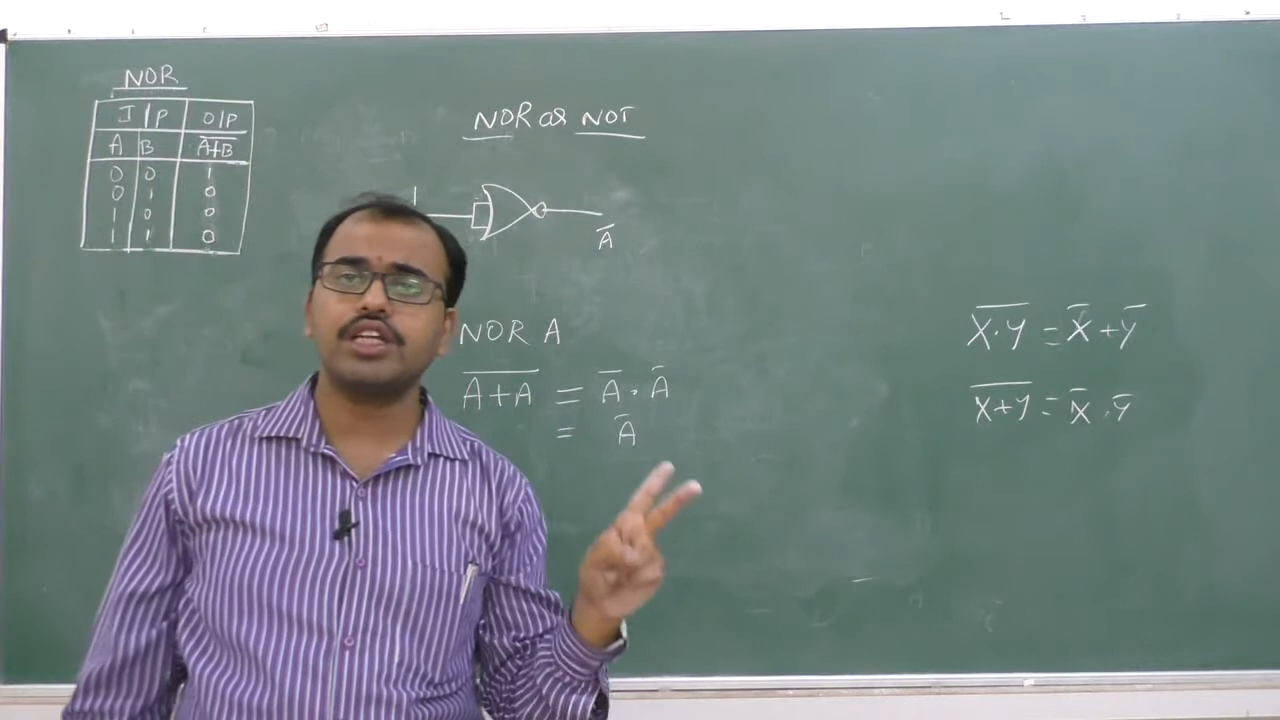 NOR
I|P O|P
A B A̅+̅B̅
0 0 1
0 1 0
1 0 0
1 1 0
NOR as NOT
A̅
NOR A
A̅+̅A̅ = A̅ . A̅
= A̅
X̅.̅Y̅ = X̅ + Y̅
X̅+̅Y̅ = X̅ . Y̅